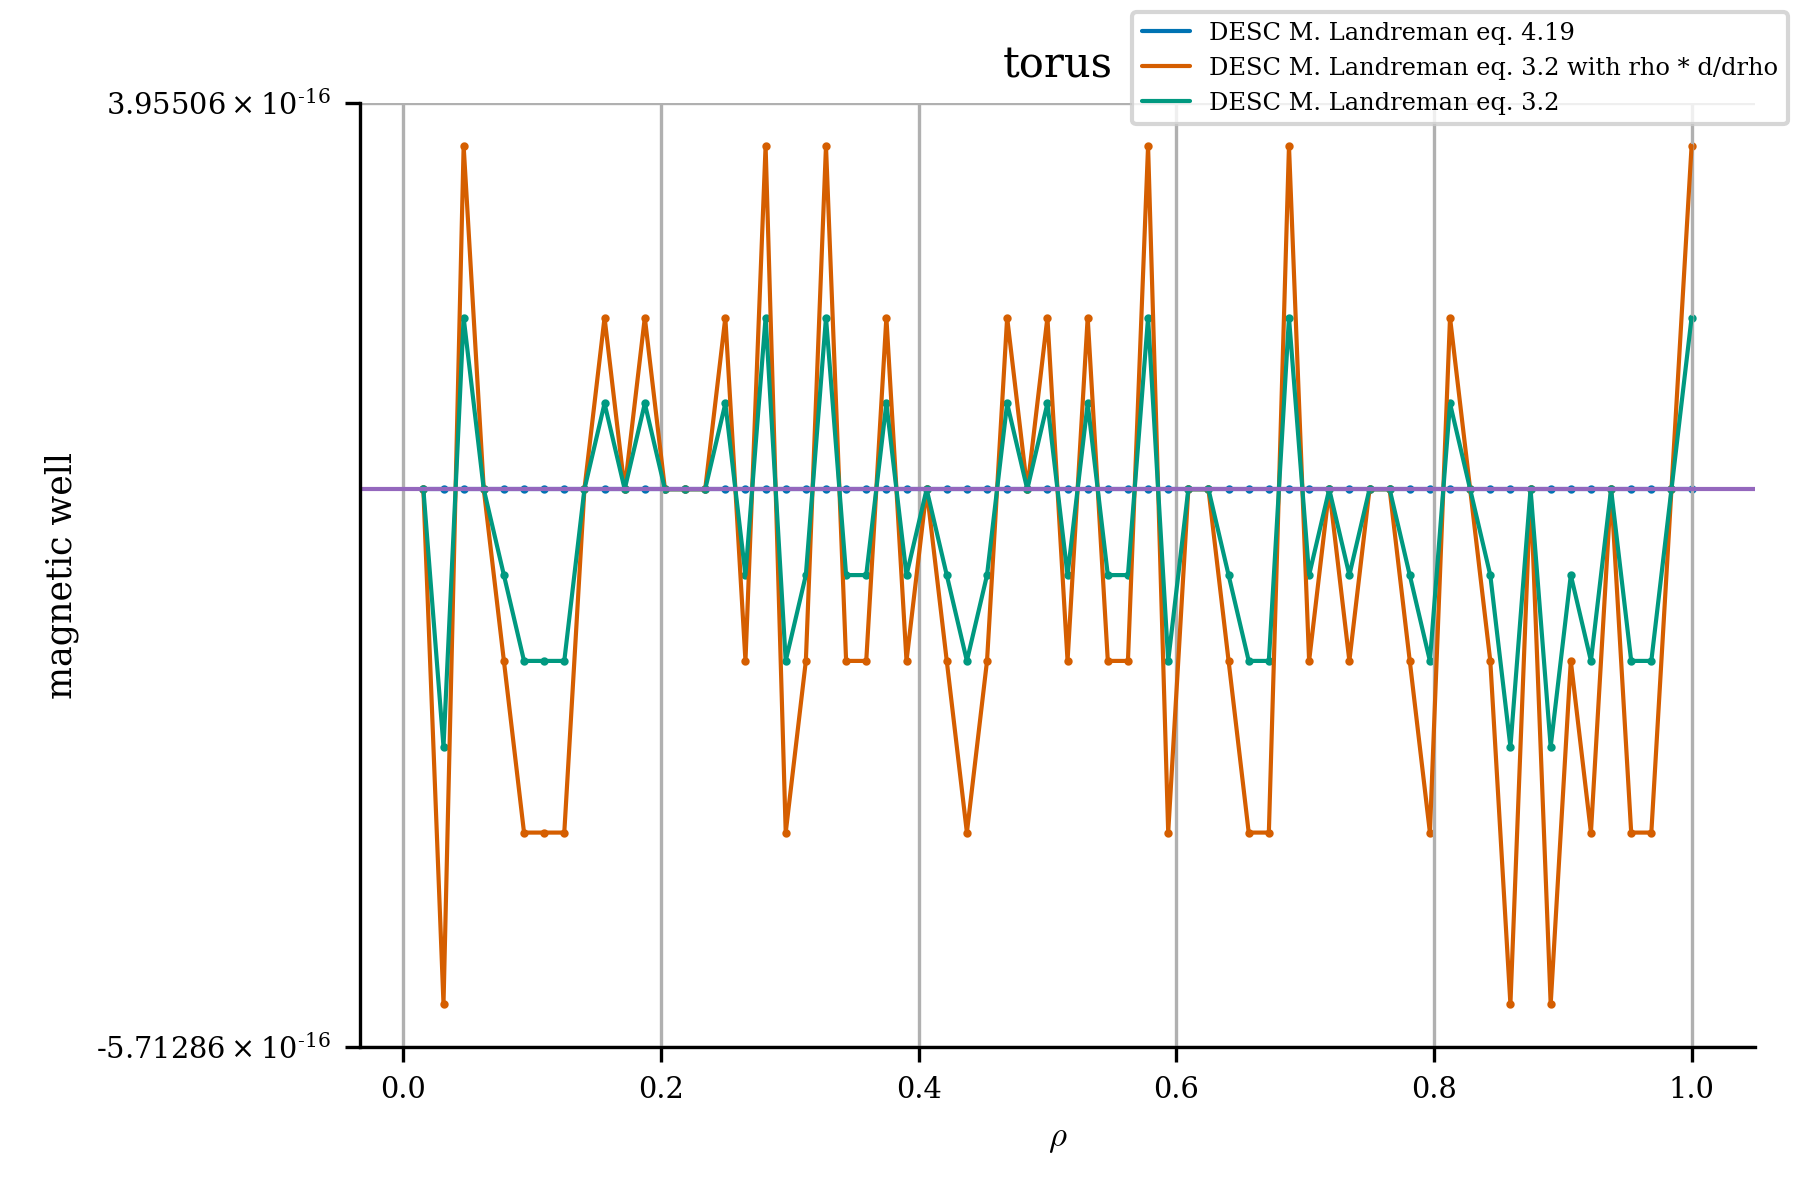 torus
DESC M. Landreman eq. 4.19
DESC M. Landreman eq. 3.2 with rho * d/drho
DESC M. Landreman eq. 3.2
3.95506 × 10⁻¹⁶
magnetic well
-5.71286 × 10⁻¹⁶
0.0 0.2 0.4 0.6 0.8 1.0
ρ